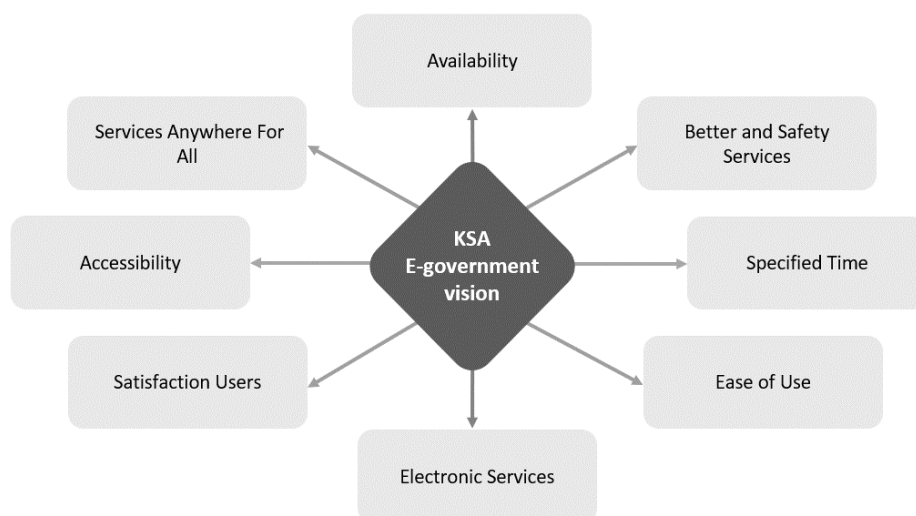 Availability
Services Anywhere For
All
Better and Safety
Services
KSA
E-government
vision
Accessibility
Specified Time
Satisfaction Users
Ease of Use
Electronic Services